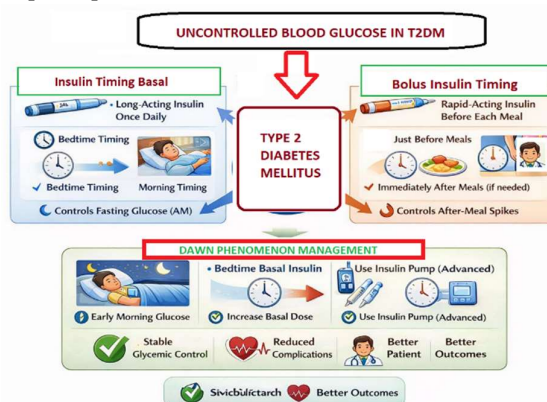 UNCONTROLLED BLOOD GLUCOSE IN T2DM
Insulin Timing Basal
• Long-Acting Insulin
Once Daily
Bedtime Timing
✓ Bedtime Timing
Morning Timing
Controls Fasting Glucose (AM)
TYPE 2
DIABETES
MELLITUS
Bolus Insulin Timing
Rapid-Acting Insulin
Before Each Meal
Just Before Meals
✓ Immediately After Meals (if needed)
Controls After-Meal Spikes
DAWN PHENOMENON MANAGEMENT
Early Morning Glucose
• Bedtime Basal Insulin
Increase Basal Dose
Use Insulin Pump (Advanced)
Use Insulin Pump (Advanced)
Stable
Glycemic Control
Reduced
Complications
Better
Patient
Better
Outcomes
Better Outcomes